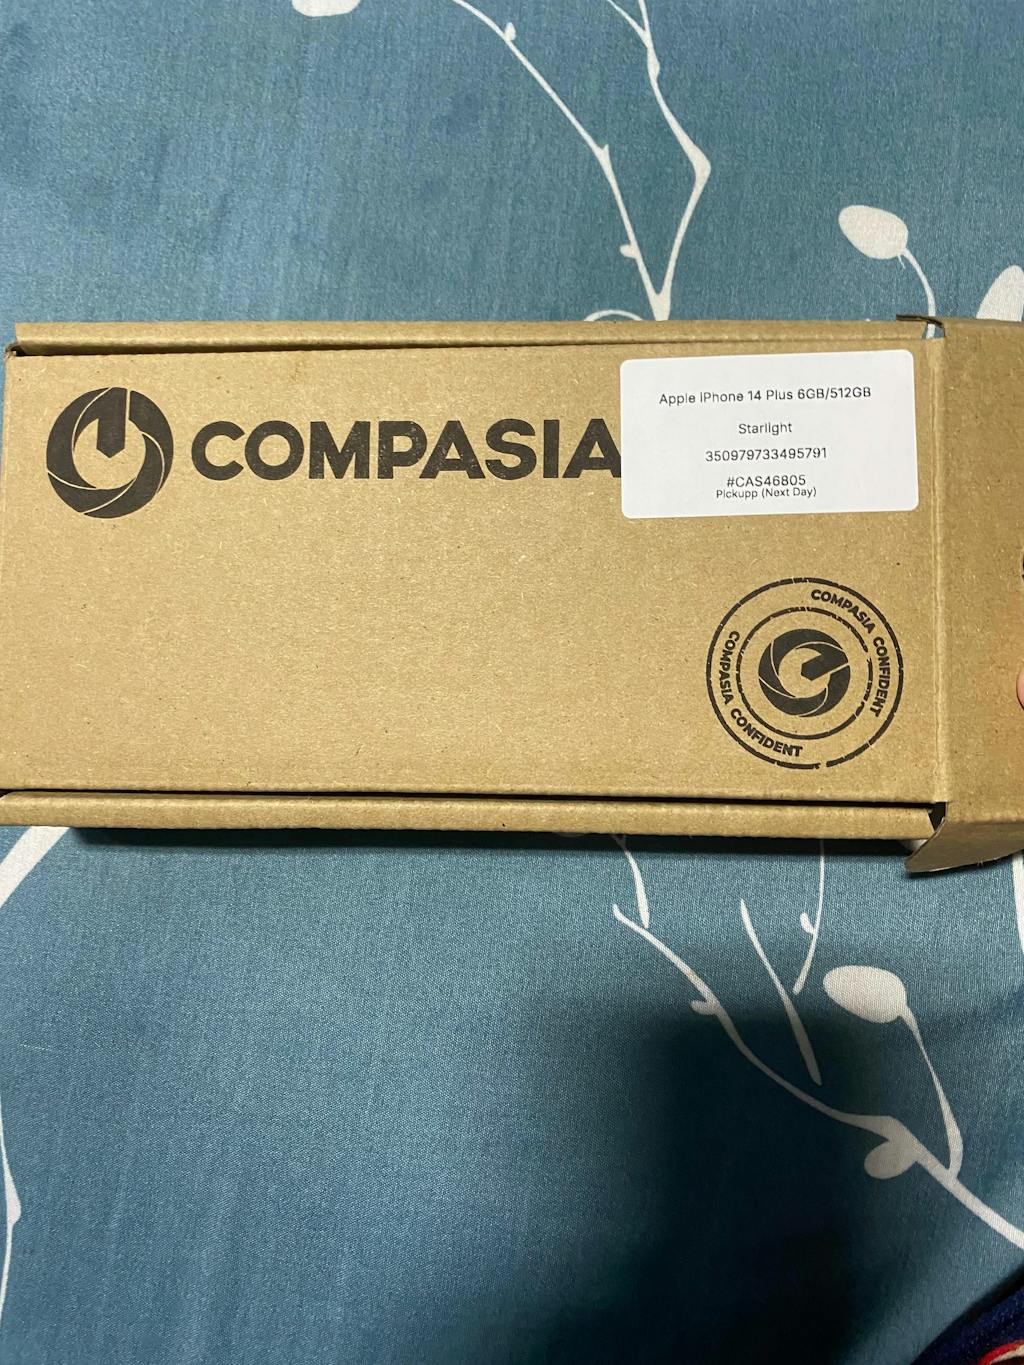 COMPASIA
Apple iPhone 14 Plus 6GB/512GB
Starlight
350979733495791
#CAS46805
Pickupp (Next Day)
COMPASIA CONFIDENT
COMPASIA CONFIDENT